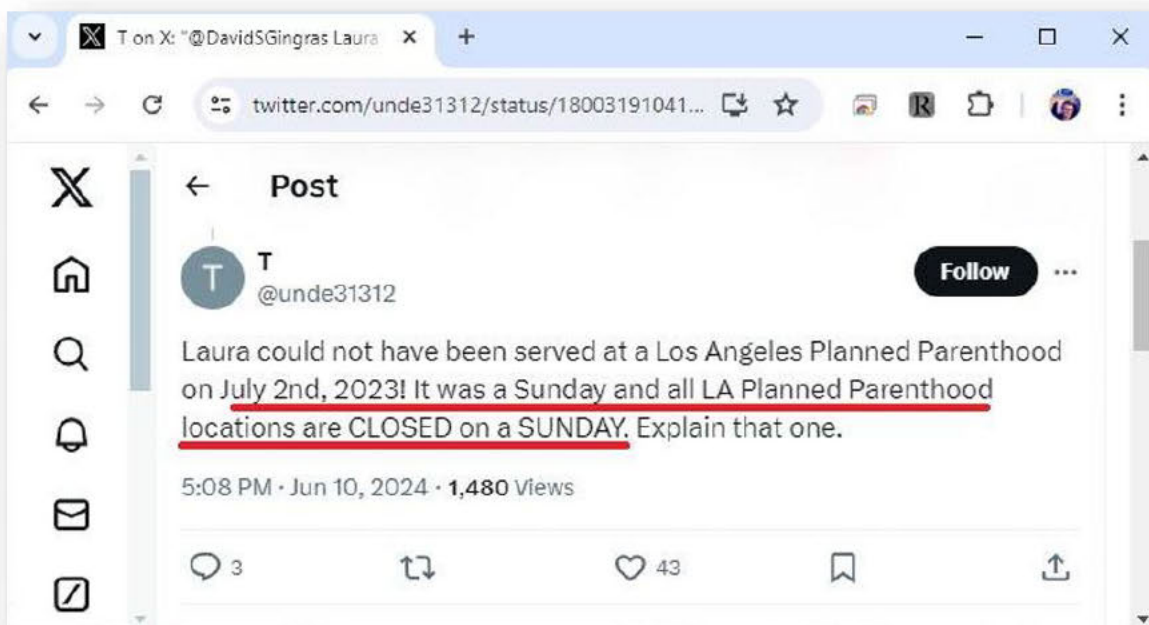 T on X: "@DavidSGingras Laura
twitter.com/unde31312/status/18003191041...
Post
T
T
@unde31312
Follow
Laura could not have been served at a Los Angeles Planned Parenthood
on July 2nd, 2023! It was a Sunday and all LA Planned Parenthood
locations are CLOSED on a SUNDAY. Explain that one.
5:08 PM · Jun 10, 2024 · 1,480 Views
3
43